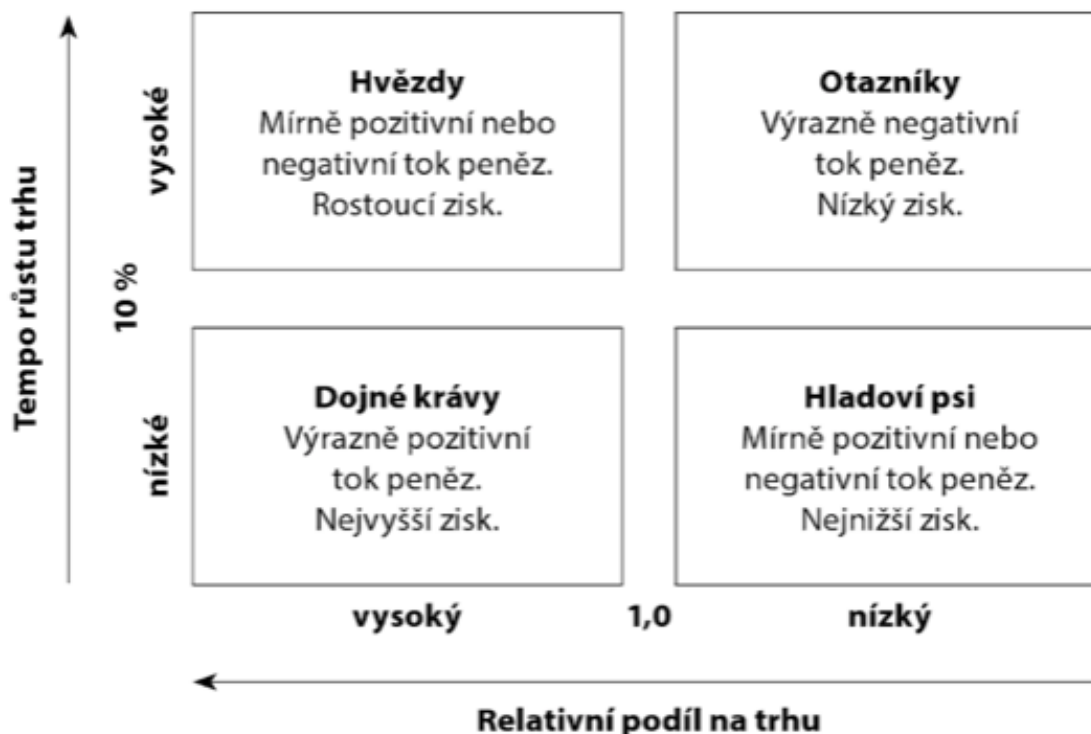 Tempo růstu trhu
vysoké
10 %
nízké
Hvězdy
Mírně pozitivní nebo
negativní tok peněz.
Rostoucí zisk.
Otazníky
Výrazně negativní
tok peněz.
Nízký zisk.
Dojné krávy
Výrazně pozitivní
tok peněz.
Nejvyšší zisk.
Hladoví psi
Mírně pozitivní nebo
negativní tok peněz.
Nejnižší zisk.
vysoký
1,0
nízký
Relativní podíl na trhu